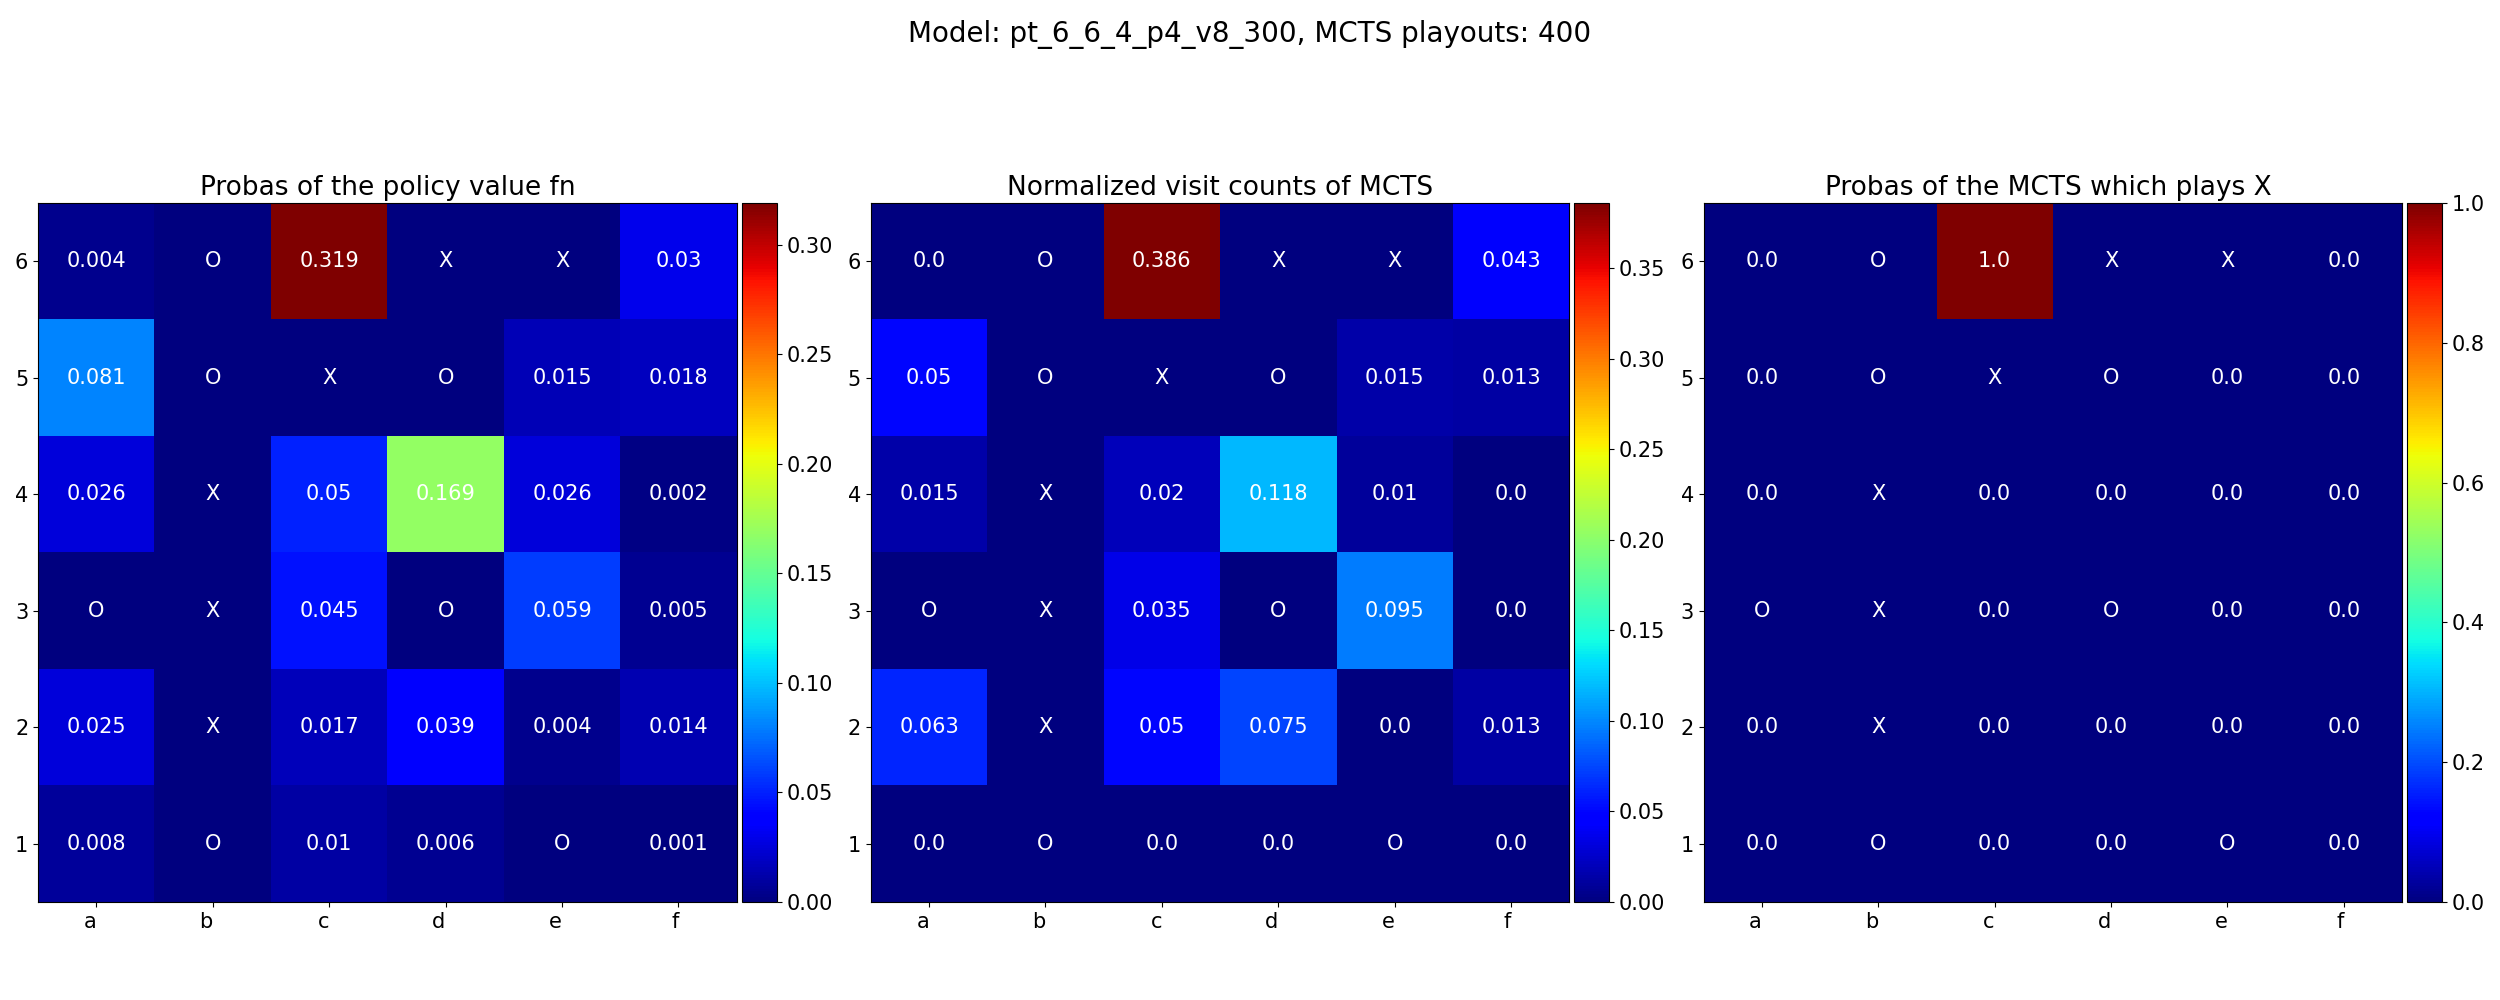 Model: pt_6_6_4_p4_v8_300, MCTS playouts: 400
Probas of the policy value fn
6 0.004 O 0.319 X X 0.03
5 0.081 O X O 0.015 0.018
4 0.026 X 0.05 0.169 0.026 0.002
3 O X 0.045 O 0.059 0.005
2 0.025 X 0.017 0.039 0.004 0.014
1 0.008 O 0.01 0.006 O 0.001
a b c d e f
0.30
0.25
0.20
0.15
0.10
0.05
0.00
Normalized visit counts of MCTS
6 0.0 O 0.386 X X 0.043
5 0.05 O X O 0.015 0.013
4 0.015 X 0.02 0.118 0.01 0.0
3 O X 0.035 O 0.095 0.0
2 0.063 X 0.05 0.075 0.0 0.013
1 0.0 O 0.0 0.0 O 0.0
a b c d e f
0.35
0.30
0.25
0.20
0.15
0.10
0.05
0.00
Probas of the MCTS which plays X
6 0.0 O 1.0 X X 0.0
5 0.0 O X O 0.0 0.0
4 0.0 X 0.0 0.0 0.0 0.0
3 O X 0.0 O 0.0 0.0
2 0.0 X 0.0 0.0 0.0 0.0
1 0.0 O 0.0 0.0 O 0.0
a b c d e f
1.0
0.8
0.6
0.4
0.2
0.0